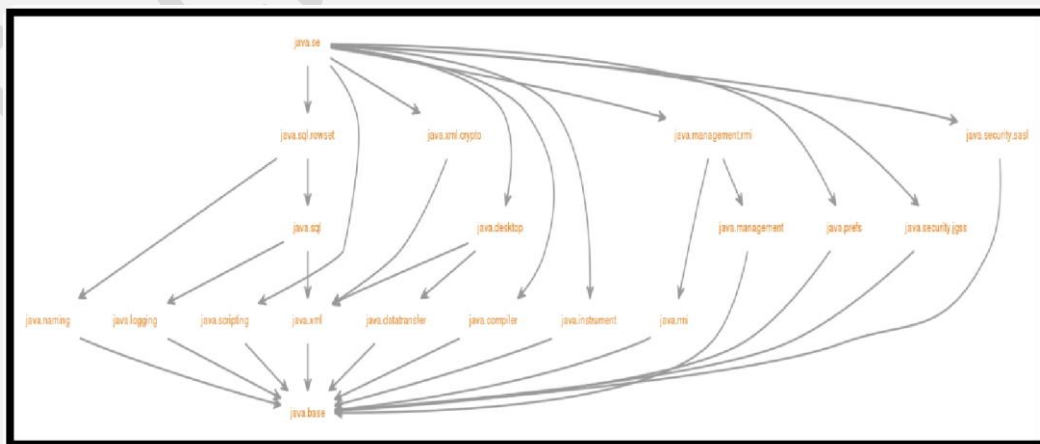 java.se
java.sql.rowset java.xml.crypto java.management.rmi java.security.sasl
java.sql java.desktop java.management java.prefs java.security.jgss
java.naming java.logging java.scripting java.xml java.datatransfer java.compiler java.instrument java.rmi
java.base